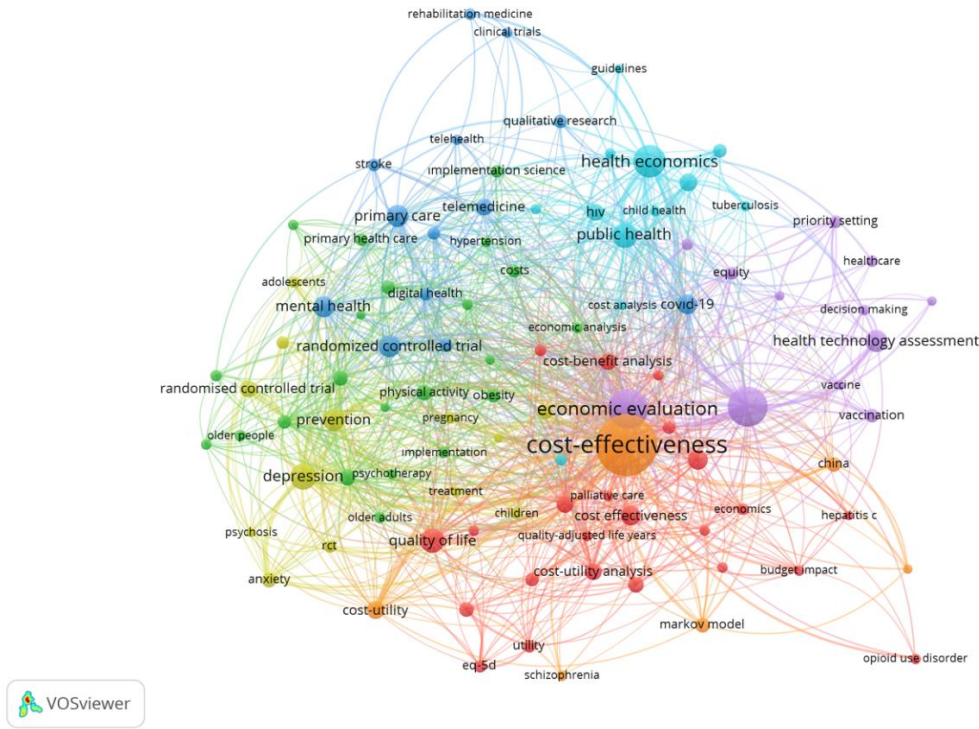 rehabilitation medicine
clinical trials
guidelines
qualitative research
telehealth
health economics
stroke
implementation science
telemedicine
hiv
child health
tuberculosis
primary care
priority setting
public health
primary health care
hypertension
healthcare
costs
equity
adolescents
digital health
mental health
cost analysis
covid-19
decision making
economic analysis
health technology assessment
randomized controlled trial
cost-benefit analysis
vaccine
randomised controlled trial
physical activity
obesity
economic evaluation
vaccination
prevention
pregnancy
older people
cost-effectiveness
implementation
china
depression
psychotherapy
treatment
palliative care
economics
older adults
children
cost effectiveness
hepatitis c
psychosis
quality of life
quality-adjusted life years
rct
anxiety
cost-utility analysis
budget impact
cost-utility
markov model
utility
opioid use disorder
eq-5d
schizophrenia
VOSviewer